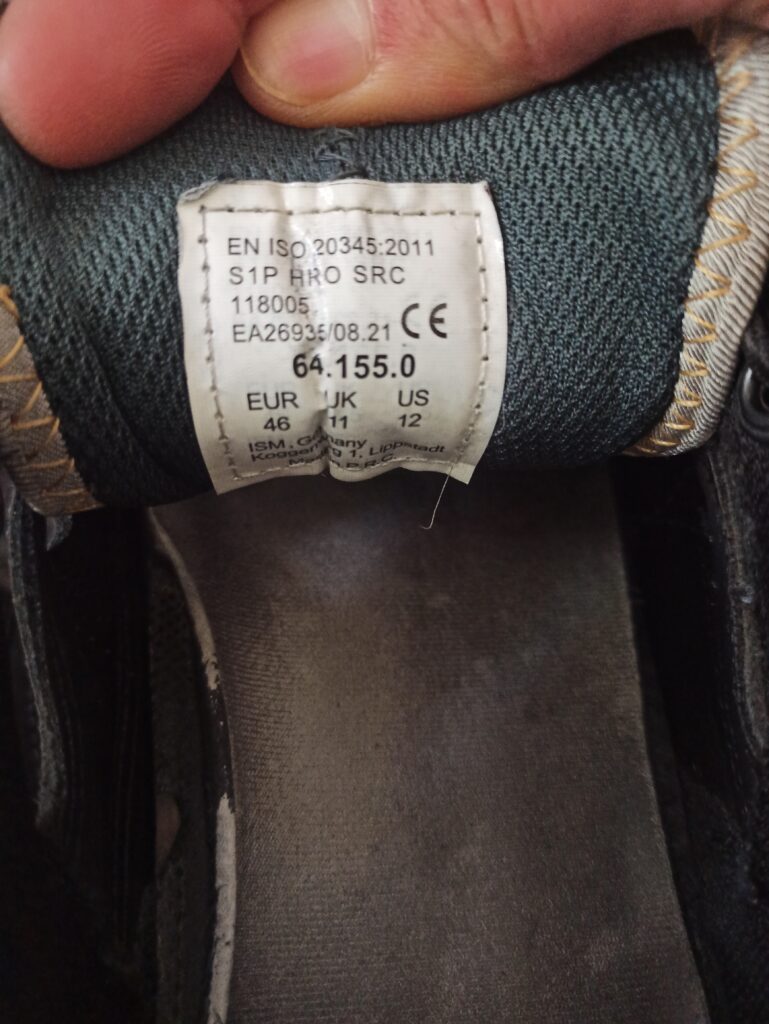 EN ISO 20345:2011
S1P HRO SRC
118005
EA26935/08.21 CE
64.155.0
EUR UK US
46 11 12
ISM, Germany
1, Lippstadt
P.R.C.